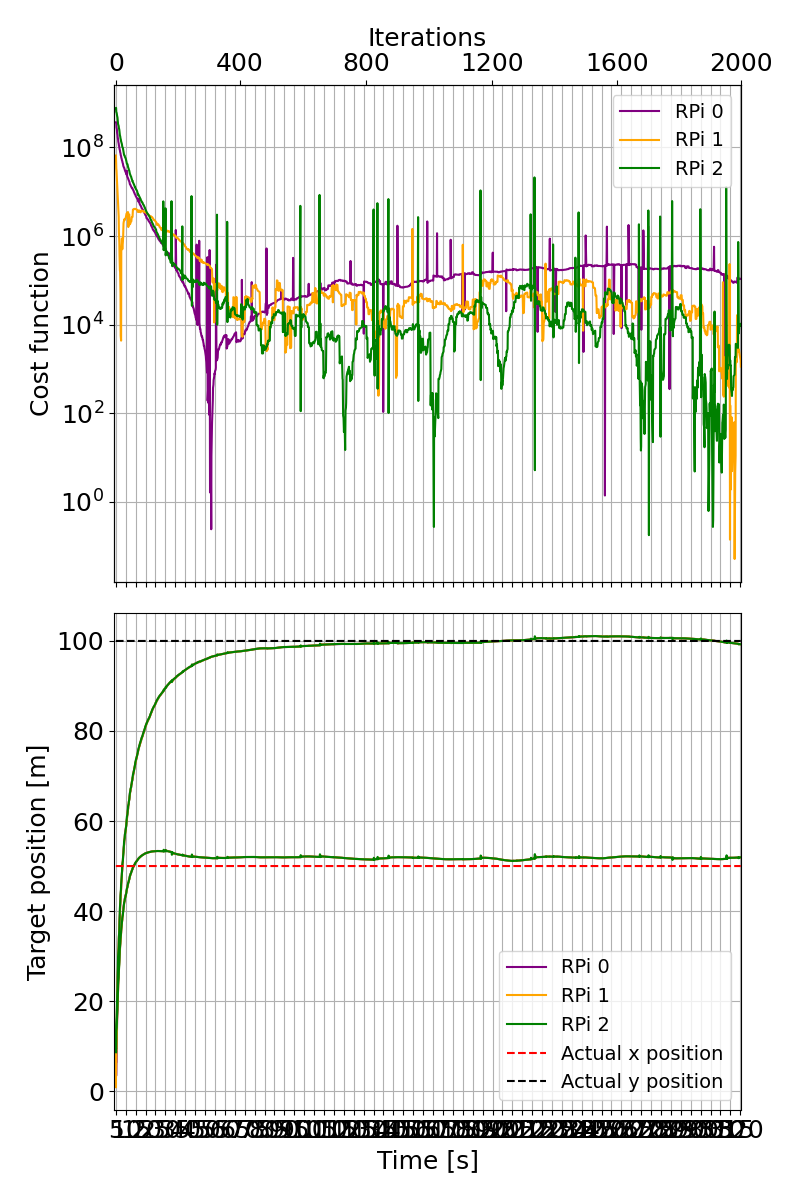 Iterations
0 400 800 1200 1600 2000
Cost function
10^8
10^6
10^4
10^2
10^0
RPi 0
RPi 1
RPi 2
Target position [m]
100
80
60
40
20
0
RPi 0
RPi 1
RPi 2
Actual x position
Actual y position
Time [s]